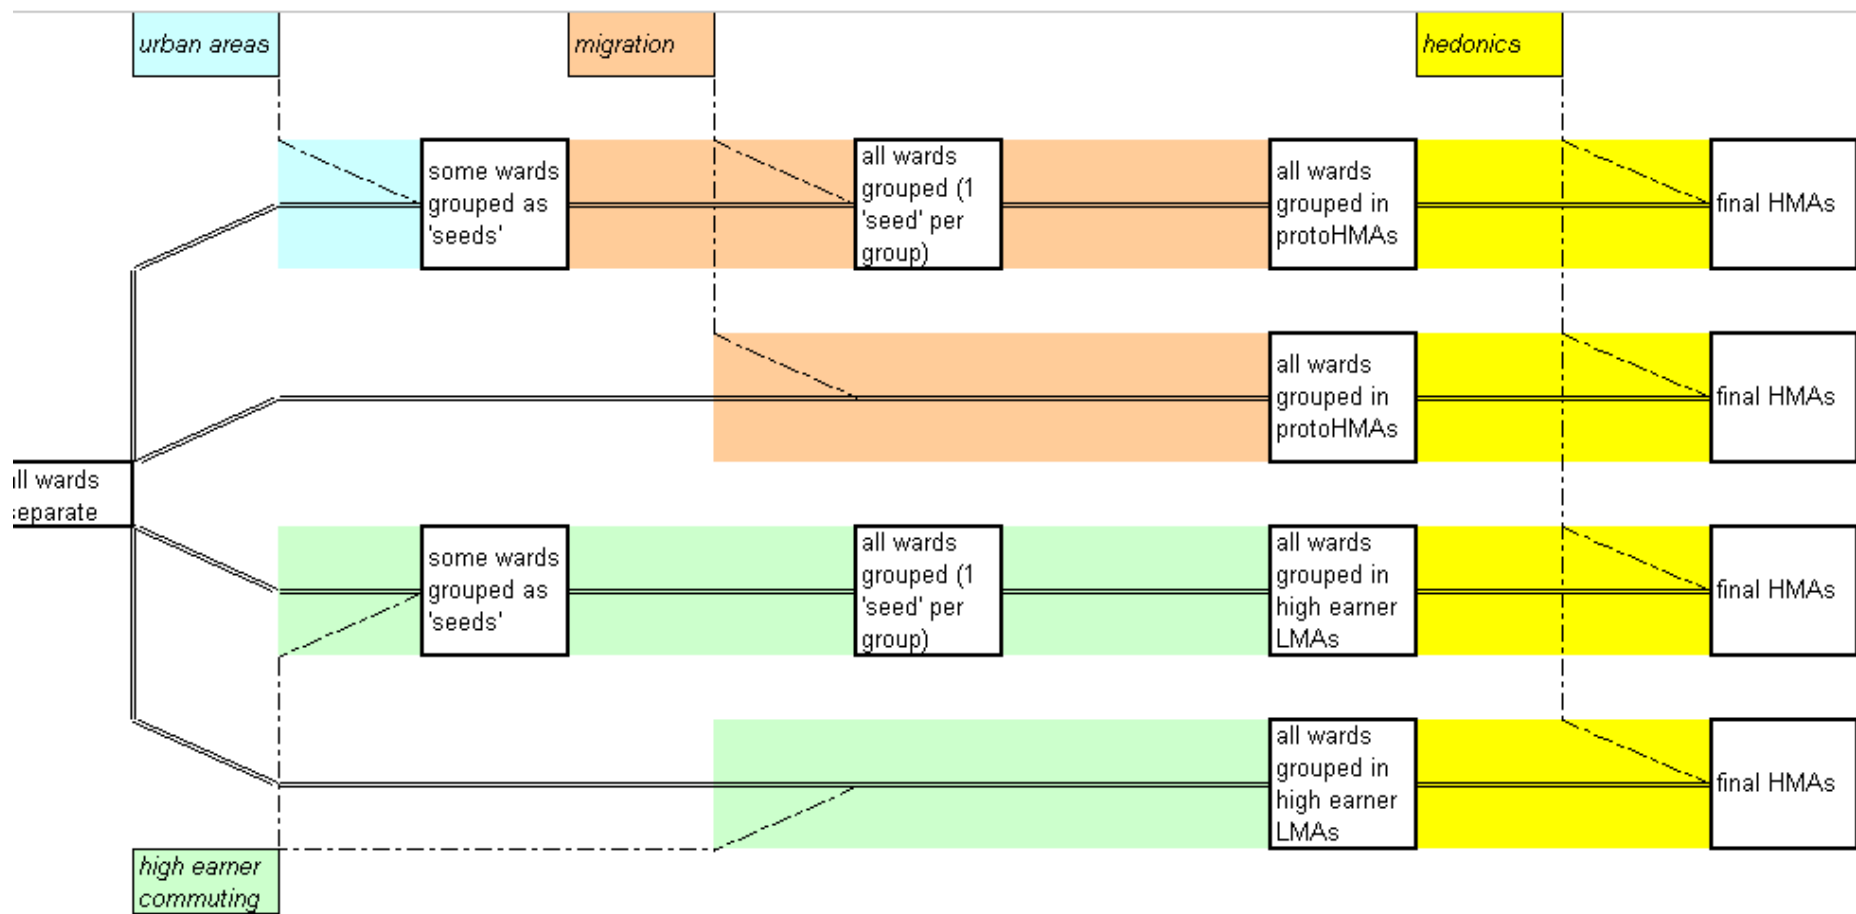 urban areas
migration
hedonics
some wards
grouped as
'seeds'
all wards
grouped (1
'seed' per
group)
all wards
grouped in
protoHMAs
final HMAs
all wards
grouped in
protoHMAs
final HMAs
all wards
separate
some wards
grouped as
'seeds'
all wards
grouped (1
'seed' per
group)
all wards
grouped in
high earner
LMAs
final HMAs
all wards
grouped in
high earner
LMAs
final HMAs
high earner
commuting